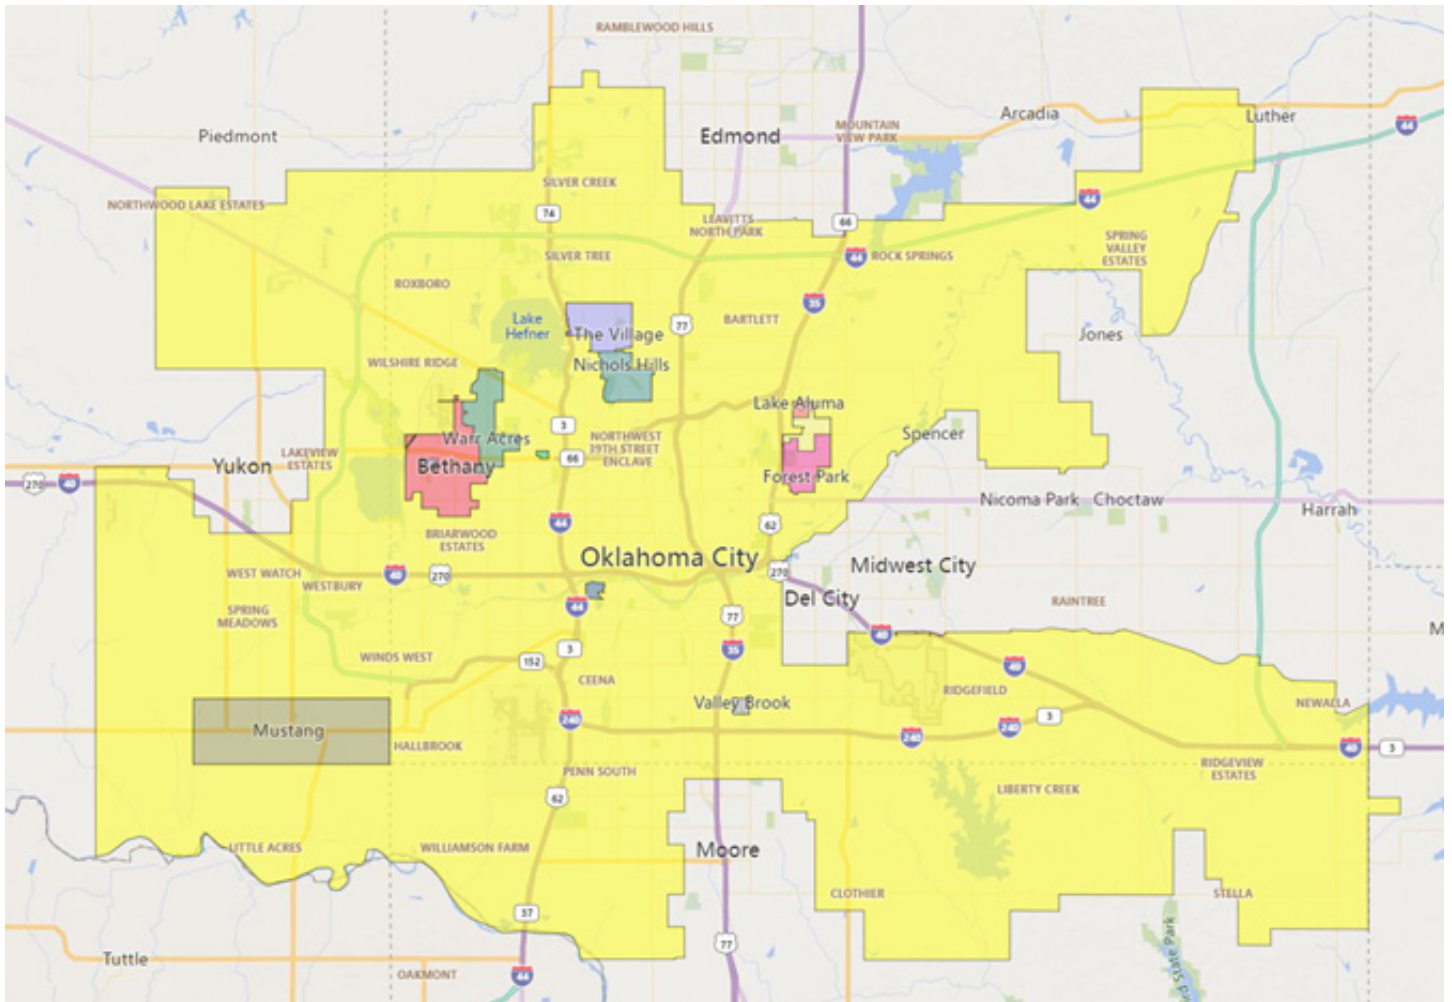 RAMBLEWOOD HILLS
Arcadia
Luther
44
Piedmont
Edmond
MOUNTAIN
VIEW PARK
SILVER CREEK
44
NORTHWOOD LAKE ESTATES
74
LEAVITTS
NORTH PARK
66
SPRING
VALLEY
ESTATES
SILVER TREE
44
ROCK SPRINGS
ROXBORO
35
Lake
Hefner
The Village
77
BARTLETT
Jones
WILSHIRE RIDGE
Nichols Hills
Lake Aluma
3
Warr Acres
NORTHWEST
39TH STREET
ENCLAVE
Spencer
LAKEVIEW
ESTATES
Yukon
Bethany
66
Forest Park
270
40
Nicoma Park
Choctaw
Harrah
BRIARWOOD
ESTATES
44
62
Oklahoma City
WEST WATCH
40
270
270
Midwest City
WESTBURY
Del City
RAINTREE
SPRING
MEADOWS
44
77
40
M
WINDS WEST
152
3
35
40
CEENA
RIDGEFIELD
Valley Brook
NEWALLA
Mustang
HALLBROOK
240
240
240
3
40
3
PENN SOUTH
RIDGEVIEW
ESTATES
62
LIBERTY CREEK
LITTLE ACRES
WILLIAMSON FARM
Moore
CLOTHIER
STELLA
37
77
Tuttle
OAKMONT
44
State Park